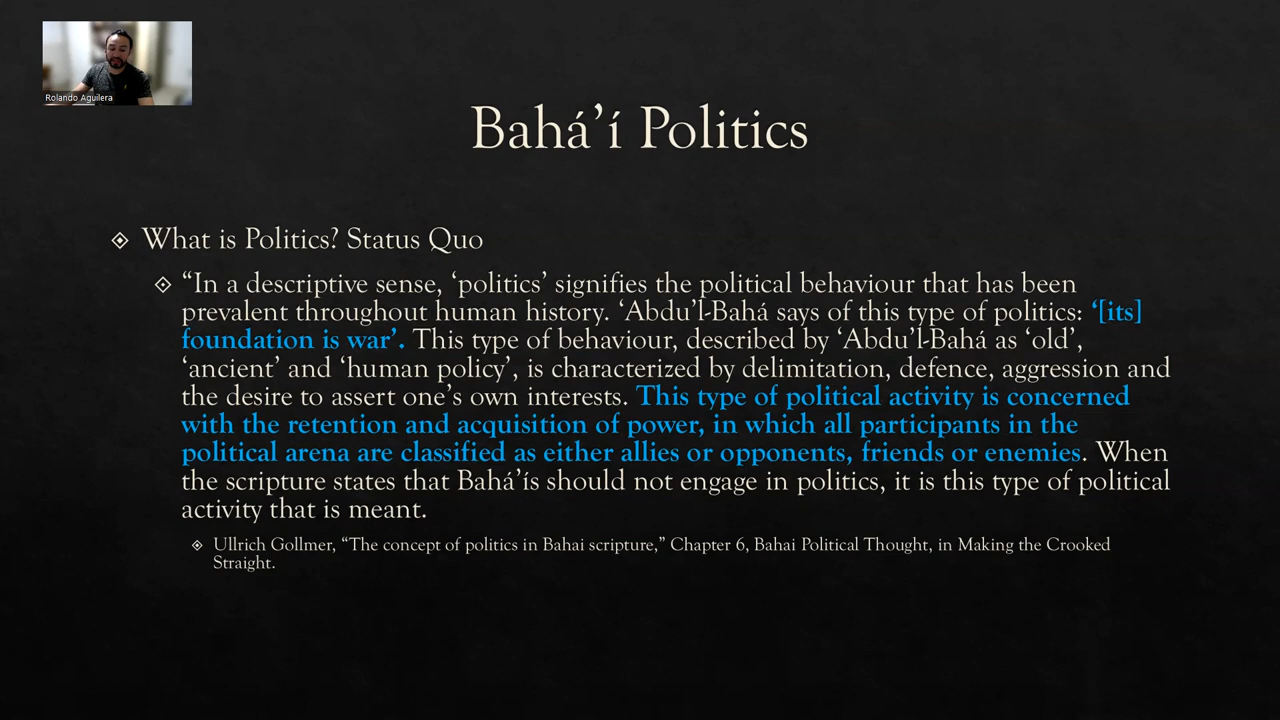 Rolando Aguilera
Bahá’í Politics
What is Politics? Status Quo
“In a descriptive sense, ‘politics’ signifies the political behaviour that has been
prevalent throughout human history. ‘Abdu’l-Bahá says of this type of politics: ‘[its]
foundation is war’. This type of behaviour, described by ‘Abdu’l-Bahá as ‘old’,
‘ancient’ and ‘human policy’, is characterized by delimitation, defence, aggression and
the desire to assert one’s own interests. This type of political activity is concerned
with the retention and acquisition of power, in which all participants in the
political arena are classified as either allies or opponents, friends or enemies. When
the scripture states that Bahá’ís should not engage in politics, it is this type of political
activity that is meant.
Ullrich Gollmer, “The concept of politics in Bahai scripture,” Chapter 6, Bahai Political Thought, in Making the Crooked
Straight.